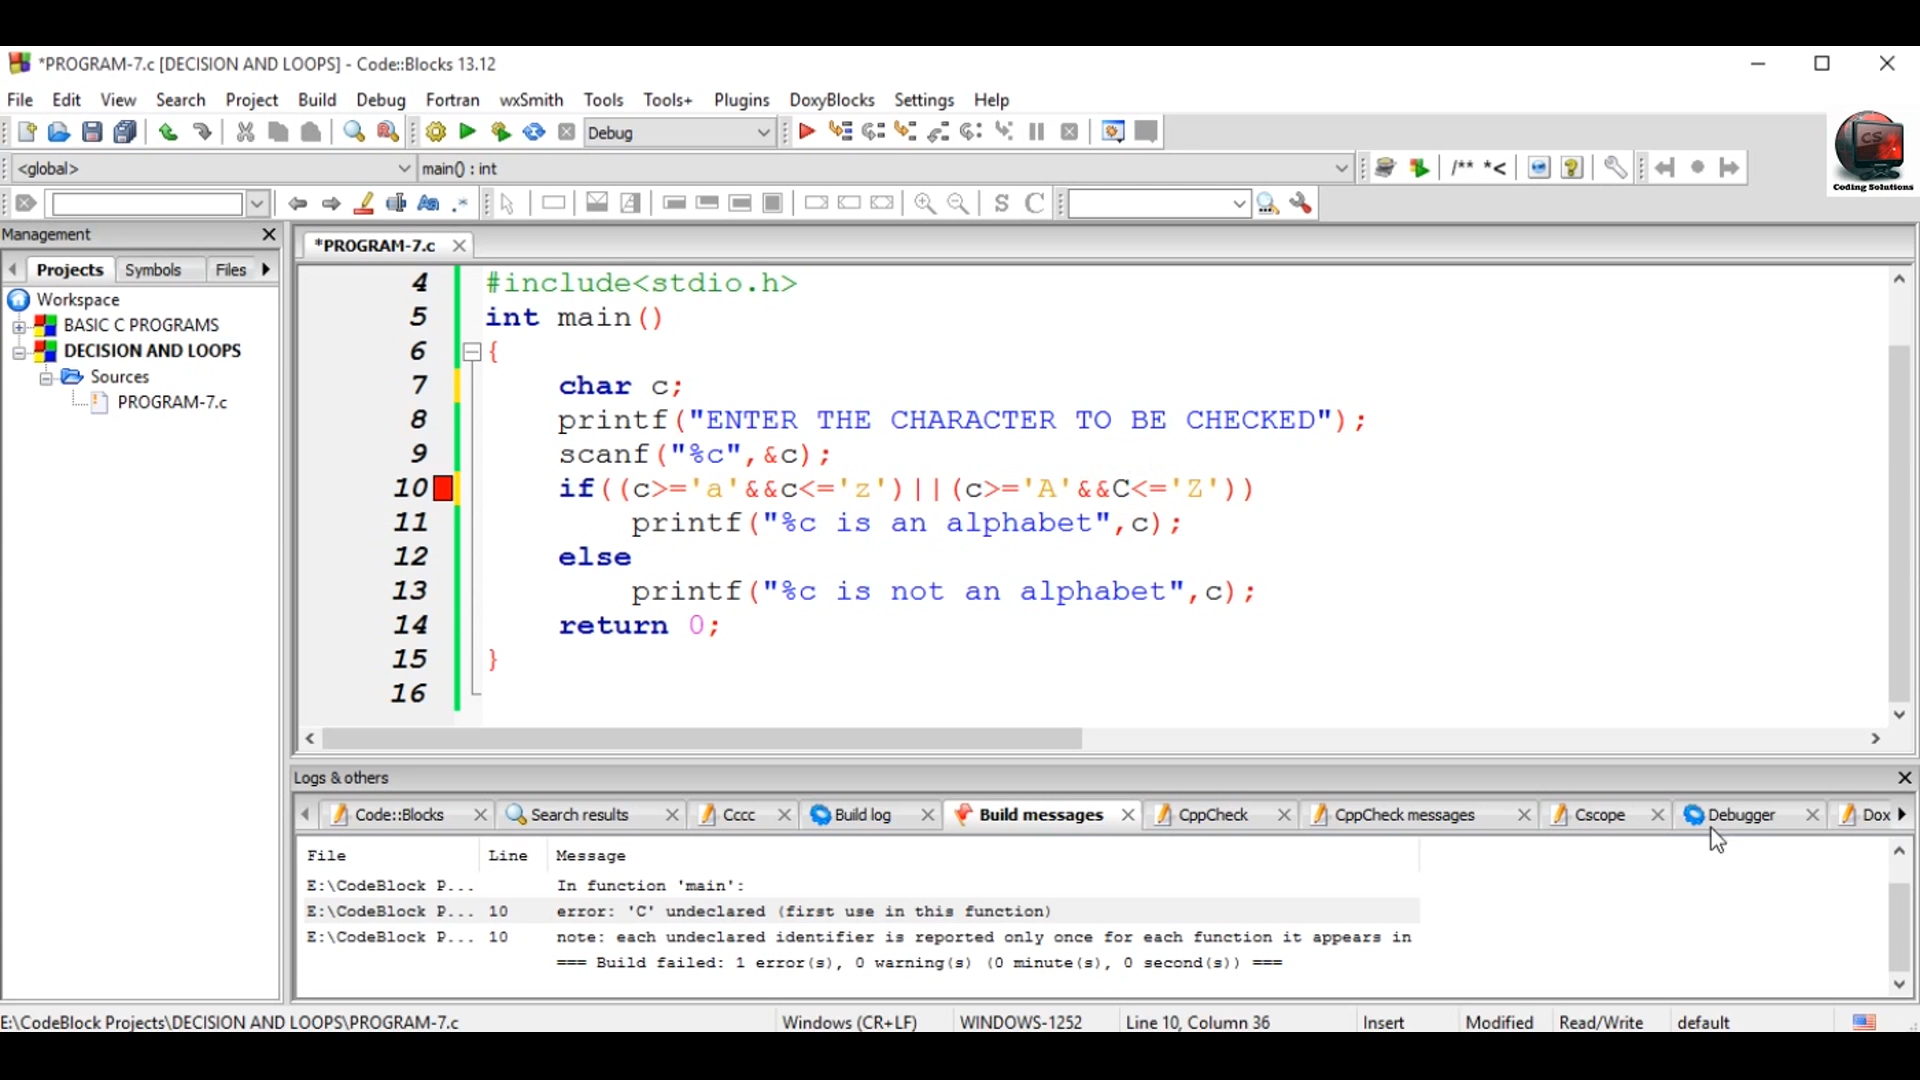 *PROGRAM-7.c [DECISION AND LOOPS] - Code::Blocks 13.12
File Edit View Search Project Build Debug Fortran wxSmith Tools Tools+ Plugins DoxyBlocks Settings Help
Debug
<global> main() : int /** *<
S C
CS
Coding Solutions
Management
*PROGRAM-7.c
Projects Symbols Files
Workspace
BASIC C PROGRAMS
DECISION AND LOOPS
Sources
PROGRAM-7.c
4 #include<stdio.h>
5 int main()
6 {
7 char c;
8 printf("ENTER THE CHARACTER TO BE CHECKED");
9 scanf("%c",&c);
10 if((c>='a'&&c<='z')||(c>='A'&&C<='Z'))
11 printf("%c is an alphabet",c);
12 else
13 printf("%c is not an alphabet",c);
14 return 0;
15 }
16
Logs & others
Code::Blocks Search results Cccc Build log Build messages CppCheck CppCheck messages Cscope Debugger Dox
File Line Message
E:\CodeBlock P... In function 'main':
E:\CodeBlock P... 10 error: 'C' undeclared (first use in this function)
E:\CodeBlock P... 10 note: each undeclared identifier is reported only once for each function it appears in
=== Build failed: 1 error(s), 0 warning(s) (0 minute(s), 0 second(s)) ===
E:\CodeBlock Projects\DECISION AND LOOPS\PROGRAM-7.c Windows (CR+LF) WINDOWS-1252 Line 10, Column 36 Insert Modified Read/Write default